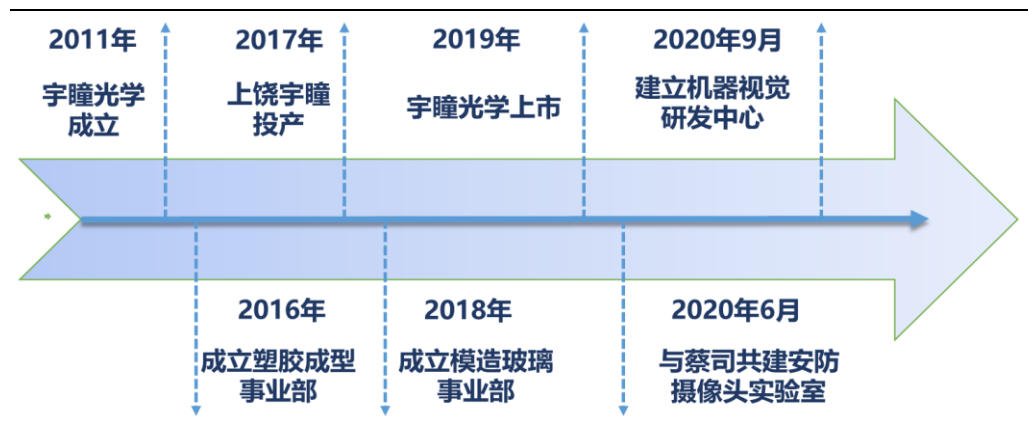 2011年
宇瞳光学
成立
2017年
上饶宇瞳
投产
2019年
宇瞳光学上市
2020年9月
建立机器视觉
研发中心
2016年
成立塑胶成型
事业部
2018年
成立模造玻璃
事业部
2020年6月
与蔡司共建安防
摄像头实验室